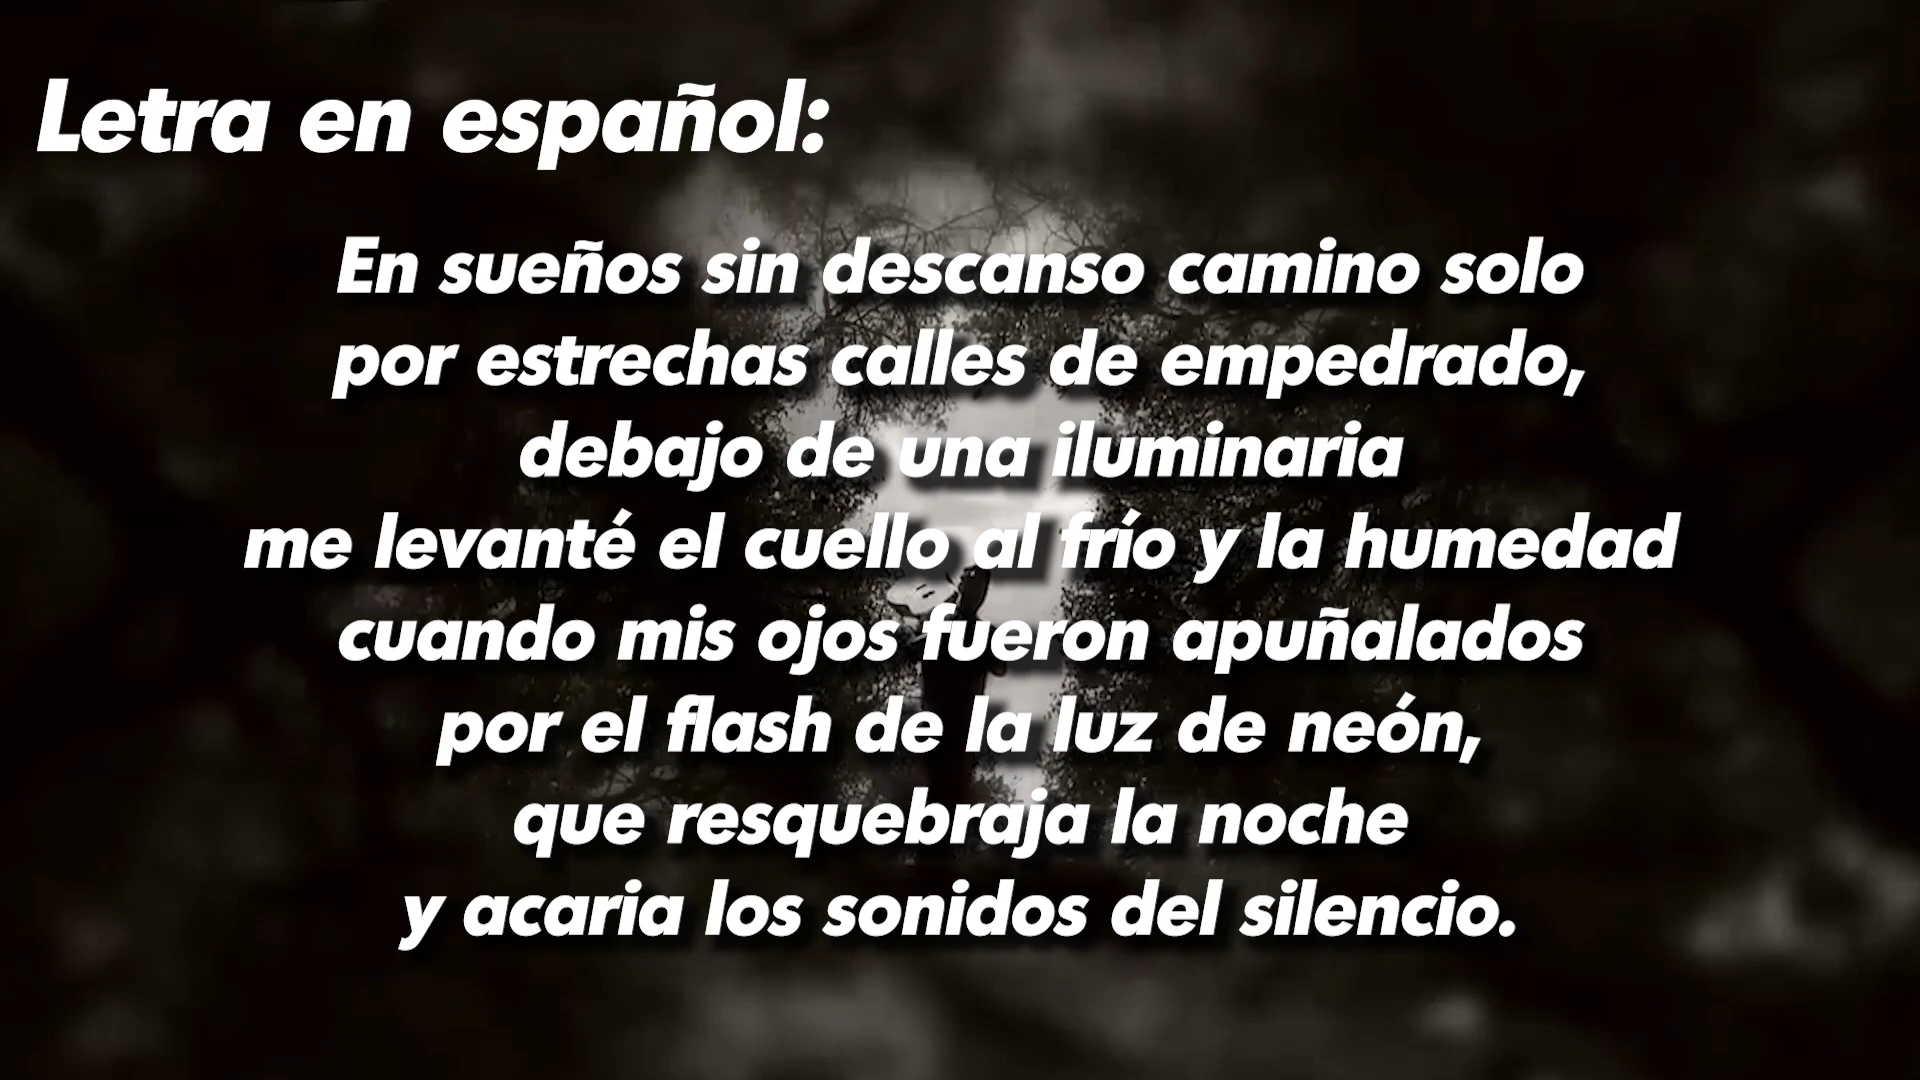 Letra en español:
En sueños sin descanso camino solo
por estrechas calles de empedrado,
debajo de una iluminaria
me levanté el cuello al frío y la humedad
cuando mis ojos fueron apuñalados
por el flash de la luz de neón,
que resquebraja la noche
y acaria los sonidos del silencio.